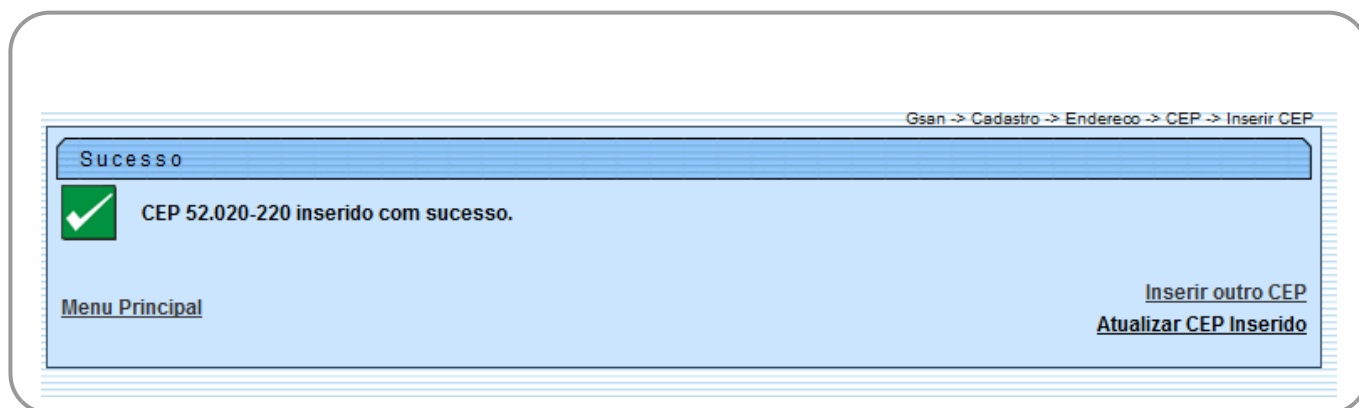 Gsan -> Cadastro -> Endereco -> CEP -> Inserir CEP
Sucesso
CEP 52.020-220 inserido com sucesso.
Inserir outro CEP
Menu Principal
Atualizar CEP Inserido